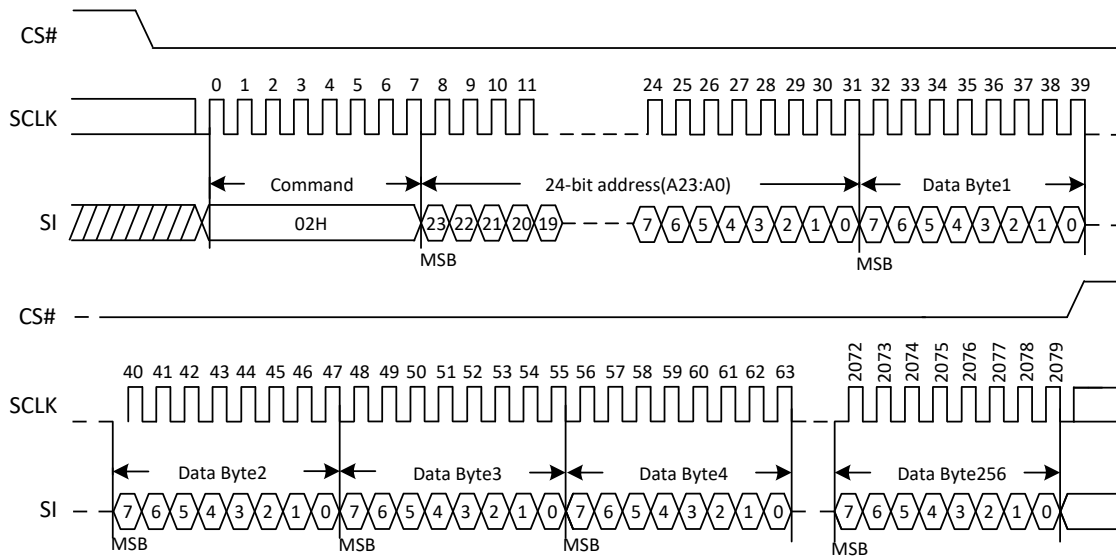 CS#
0 1 2 3 4 5 6 7 8 9 10 11 24 25 26 27 28 29 30 31 32 33 34 35 36 37 38 39
SCLK
Command 24-bit address(A23:A0) Data Byte1
SI 02H 23 22 21 20 19 7 6 5 4 3 2 1 0 7 6 5 4 3 2 1 0
MSB MSB
CS#
40 41 42 43 44 45 46 47 48 49 50 51 52 53 54 55 56 57 58 59 60 61 62 63 2072 2073 2074 2075 2076 2077 2078 2079
SCLK
Data Byte2 Data Byte3 Data Byte4 Data Byte256
SI 7 6 5 4 3 2 1 0 7 6 5 4 3 2 1 0 7 6 5 4 3 2 1 0 7 6 5 4 3 2 1 0
MSB MSB MSB MSB